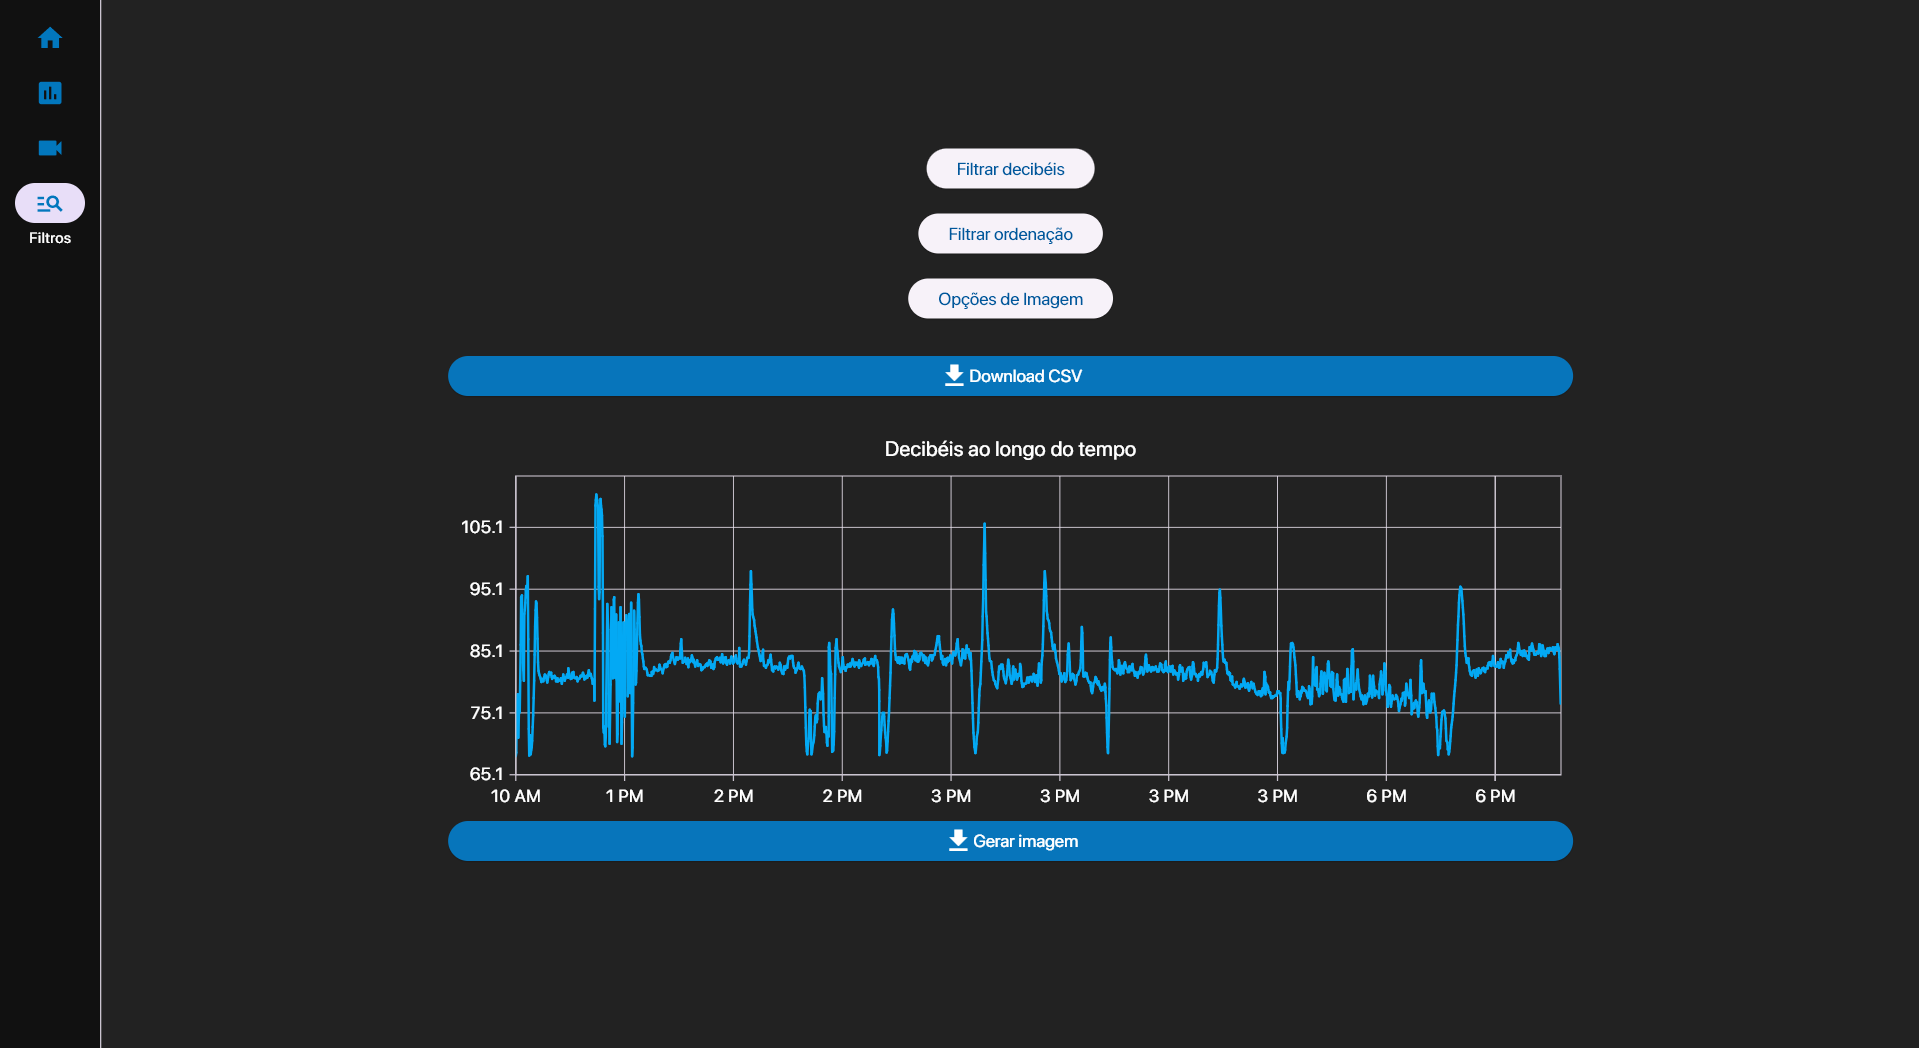 Filtros
Filtrar decibéis
Filtrar ordenação
Opções de Imagem
Download CSV
Decibéis ao longo do tempo
105.1
95.1
85.1
75.1
65.1
10 AM 1 PM 2 PM 2 PM 3 PM 3 PM 3 PM 3 PM 6 PM 6 PM
Gerar imagem